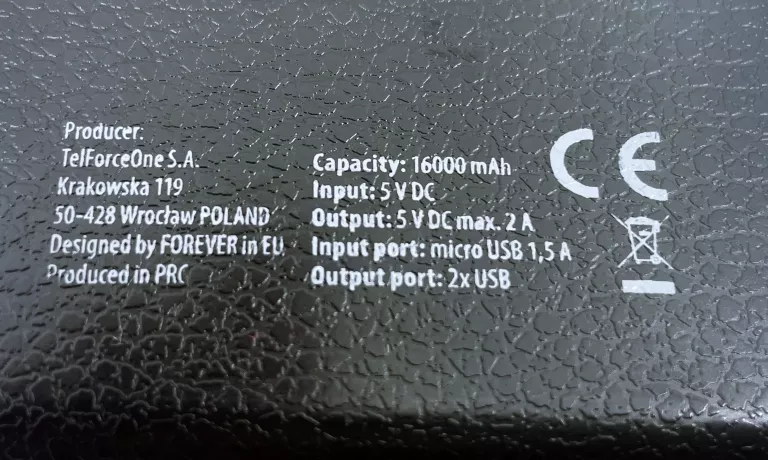 Producer:
TelForceOne S.A.
Krakowska 119
50-428 Wrocław POLAND
Designed by FOREVER in EU
Produced in PRC
Capacity: 16000 mAh
Input: 5 V DC
Output: 5 V DC max. 2 A
Input port: micro USB 1,5 A
Output port: 2x USB
CE